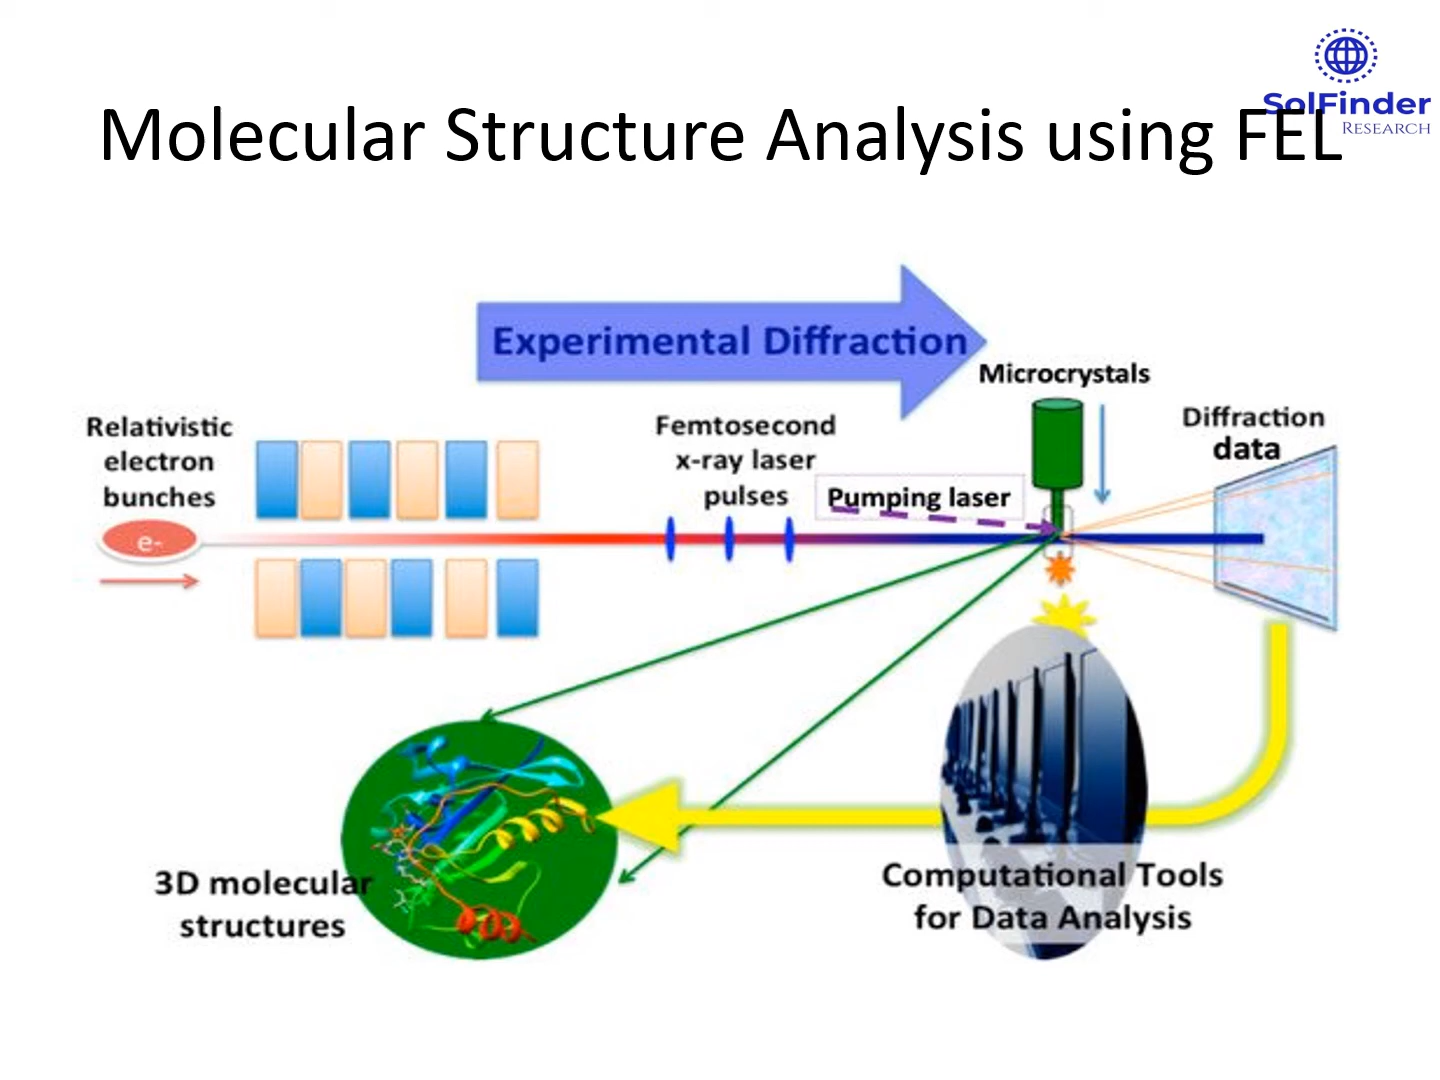 SolFinder
RESEARCH
Molecular Structure Analysis using FEL
Experimental Diffraction
Microcrystals
Relativistic
electron
bunches
e-
Femtosecond
x-ray laser
pulses
Pumping laser
Diffraction
data
3D molecular
structures
Computational Tools
for Data Analysis